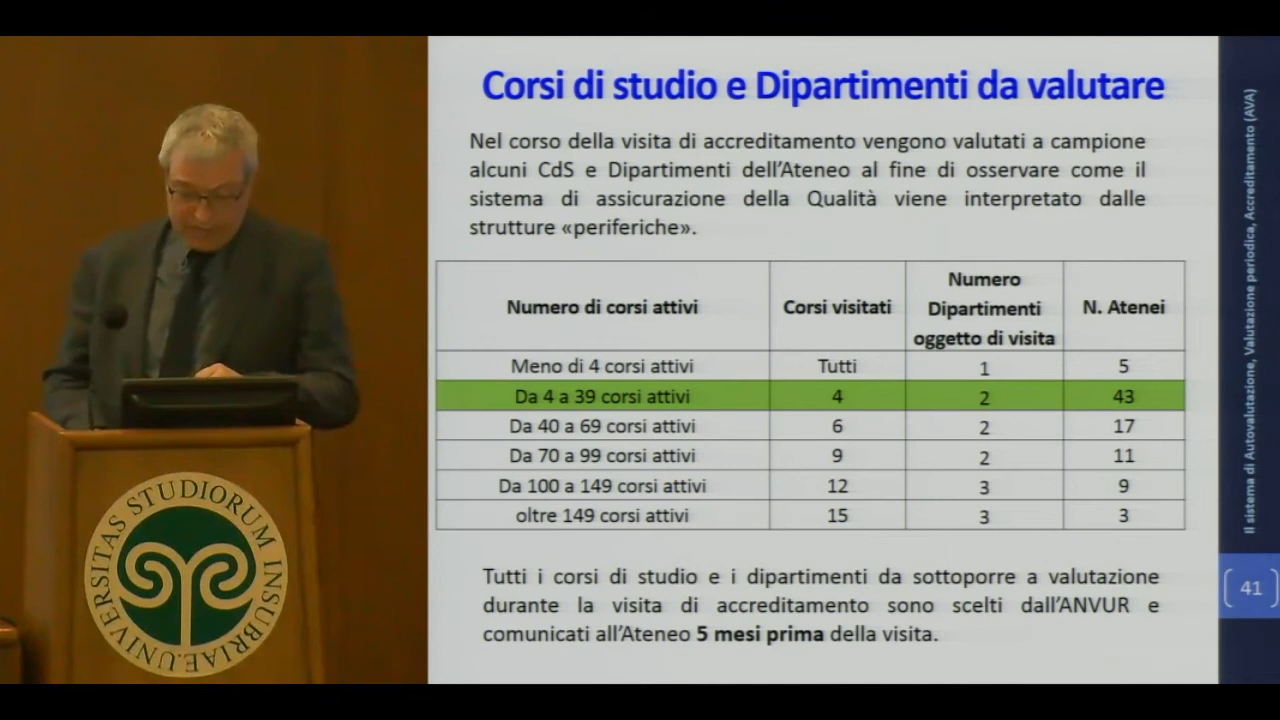 Corsi di studio e Dipartimenti da valutare
Nel corso della visita di accreditamento vengono valutati a campione
alcuni CdS e Dipartimenti dell'Ateneo al fine di osservare come il
sistema di assicurazione della Qualità viene interpretato dalle
strutture «periferiche».
Numero di corsi attivi Corsi visitati Numero Dipartimenti oggetto di visita N. Atenei
Meno di 4 corsi attivi Tutti 1 5
Da 4 a 39 corsi attivi 4 2 43
Da 40 a 69 corsi attivi 6 2 17
Da 70 a 99 corsi attivi 9 2 11
Da 100 a 149 corsi attivi 12 3 9
oltre 149 corsi attivi 15 3 3
Tutti i corsi di studio e i dipartimenti da sottoporre a valutazione
durante la visita di accreditamento sono scelti dall'ANVUR e
comunicati all'Ateneo 5 mesi prima della visita.
Il sistema di Autovalutazione, Valutazione periodica, Accreditamento (AVA)
41
UNIVERSITAS STUDIORUM INSUBRIAE